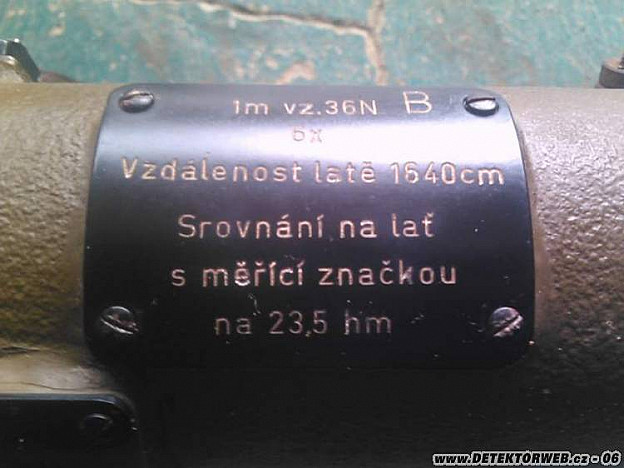 1m vz.36N B
6x
Vzdálenost latě 1640cm
Srovnání na lať
s měřící značkou
na 23,5 hm
www.DETEKTORWEB.cz - 06